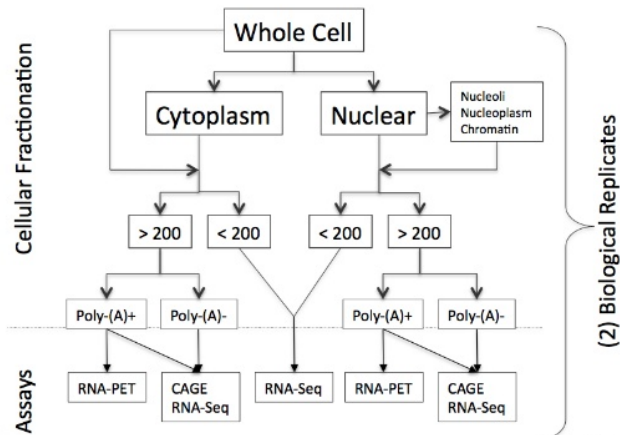 Whole Cell
Cellular Fractionation
Cytoplasm
Nuclear
Nucleoli
Nucleoplasm
Chromatin
> 200
< 200
< 200
> 200
Poly-(A)+
Poly-(A)-
Poly-(A)+
Poly-(A)-
Assays
RNA-PET
CAGE
RNA-Seq
RNA-Seq
RNA-PET
CAGE
RNA-Seq
(2) Biological Replicates